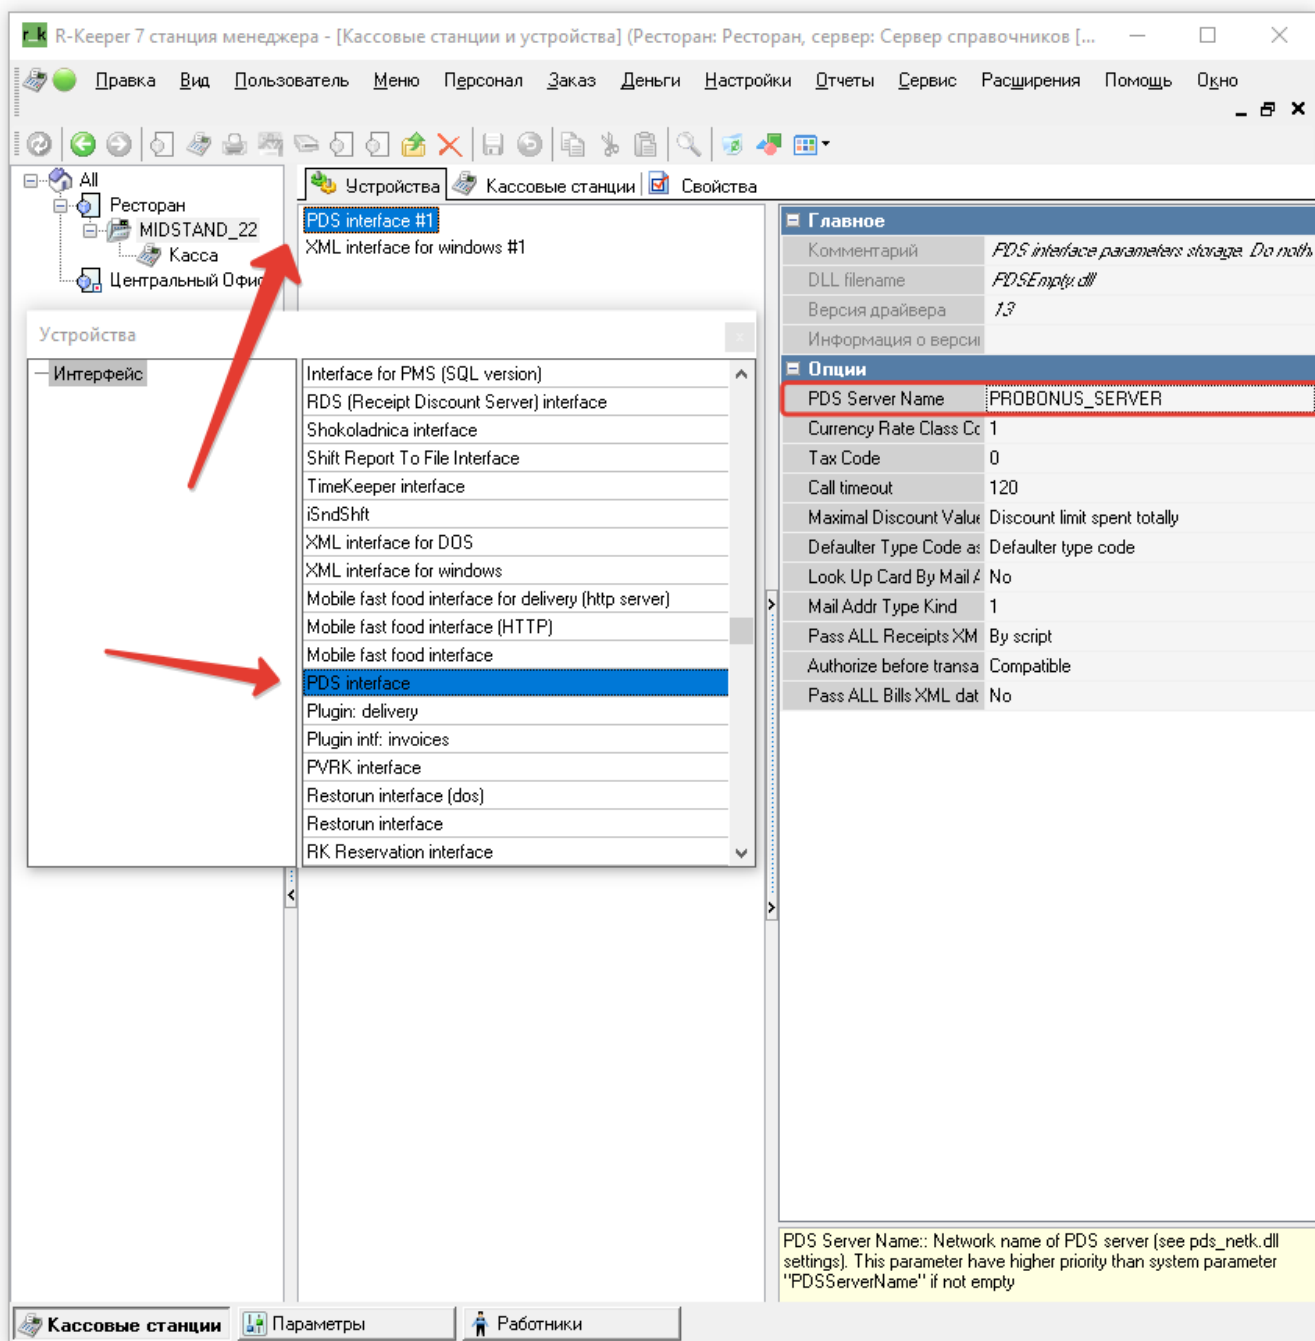 r_k R-Keeper 7 станция менеджера - [Кассовые станции и устройства] (Ресторан: Ресторан, сервер: Сервер справочников [...
Правка Вид Пользователь Меню Персонал Заказ Деньги Настройки Отчеты Сервис Расширения Помощь Окно
All
Ресторан
MIDSTAND_22
Касса
Центральный Офис
Устройства Кассовые станции Свойства
PDS interface #1
XML interface for windows #1
Устройства
Интерфейс
Interface for PMS (SQL version)
RDS (Receipt Discount Server) interface
Shokoladnica interface
Shift Report To File Interface
TimeKeeper interface
iSndShft
XML interface for DOS
XML interface for windows
Mobile fast food interface for delivery (http server)
Mobile fast food interface (HTTP)
Mobile fast food interface
PDS interface
Plugin: delivery
Plugin intf: invoices
PVRK interface
Restorun interface (dos)
Restorun interface
RK Reservation interface
Главное
Комментарий PDS interface parameters storage. Do noth
DLL filename PDSEmpty.dll
Версия драйвера 1.3
Информация о верси
Опции
PDS Server Name PROBONUS_SERVER
Currency Rate Class Cc 1
Tax Code 0
Call timeout 120
Maximal Discount Value Discount limit spent totally
Defaulter Type Code as Defaulter type code
Look Up Card By Mail A No
Mail Addr Type Kind 1
Pass ALL Receipts XM By script
Authorize before transa Compatible
Pass ALL Bills XML dat No
PDS Server Name:: Network name of PDS server (see pds_netk.dll
settings). This parameter have higher priority than system parameter
"PDSServerName" if not empty
Кассовые станции Параметры Работники